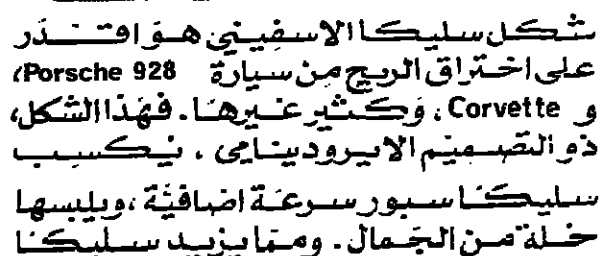 شكل سليكا الاسفيني هو اقتدر
على اختراق الريح من سيارة Porsche 928،
و Corvette، وكثير غيرها. فهذا الشكل،
ذو التصميم الايروديناميي. يكسب
سليكا سبور سرعة اضافية، ويلبسها
حلة من الجمال. ومما يزيد سليكا